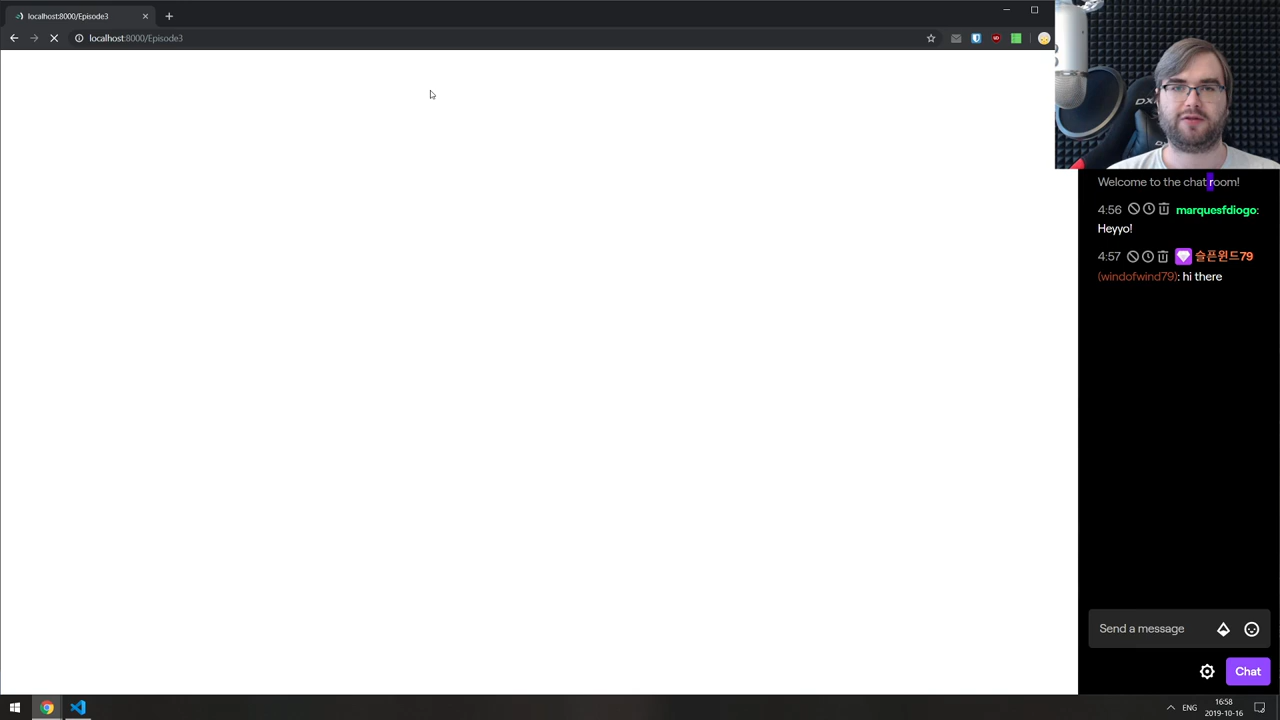 localhost:8000/Episode3
localhost:8000/Episode3
Welcome to the chat room!
4:56 marquesfdiogo:
Heyyo!
4:57 슬픈윈드79
(windofwind79): hi there
Send a message
Chat
ENG
16:58
2019-10-16